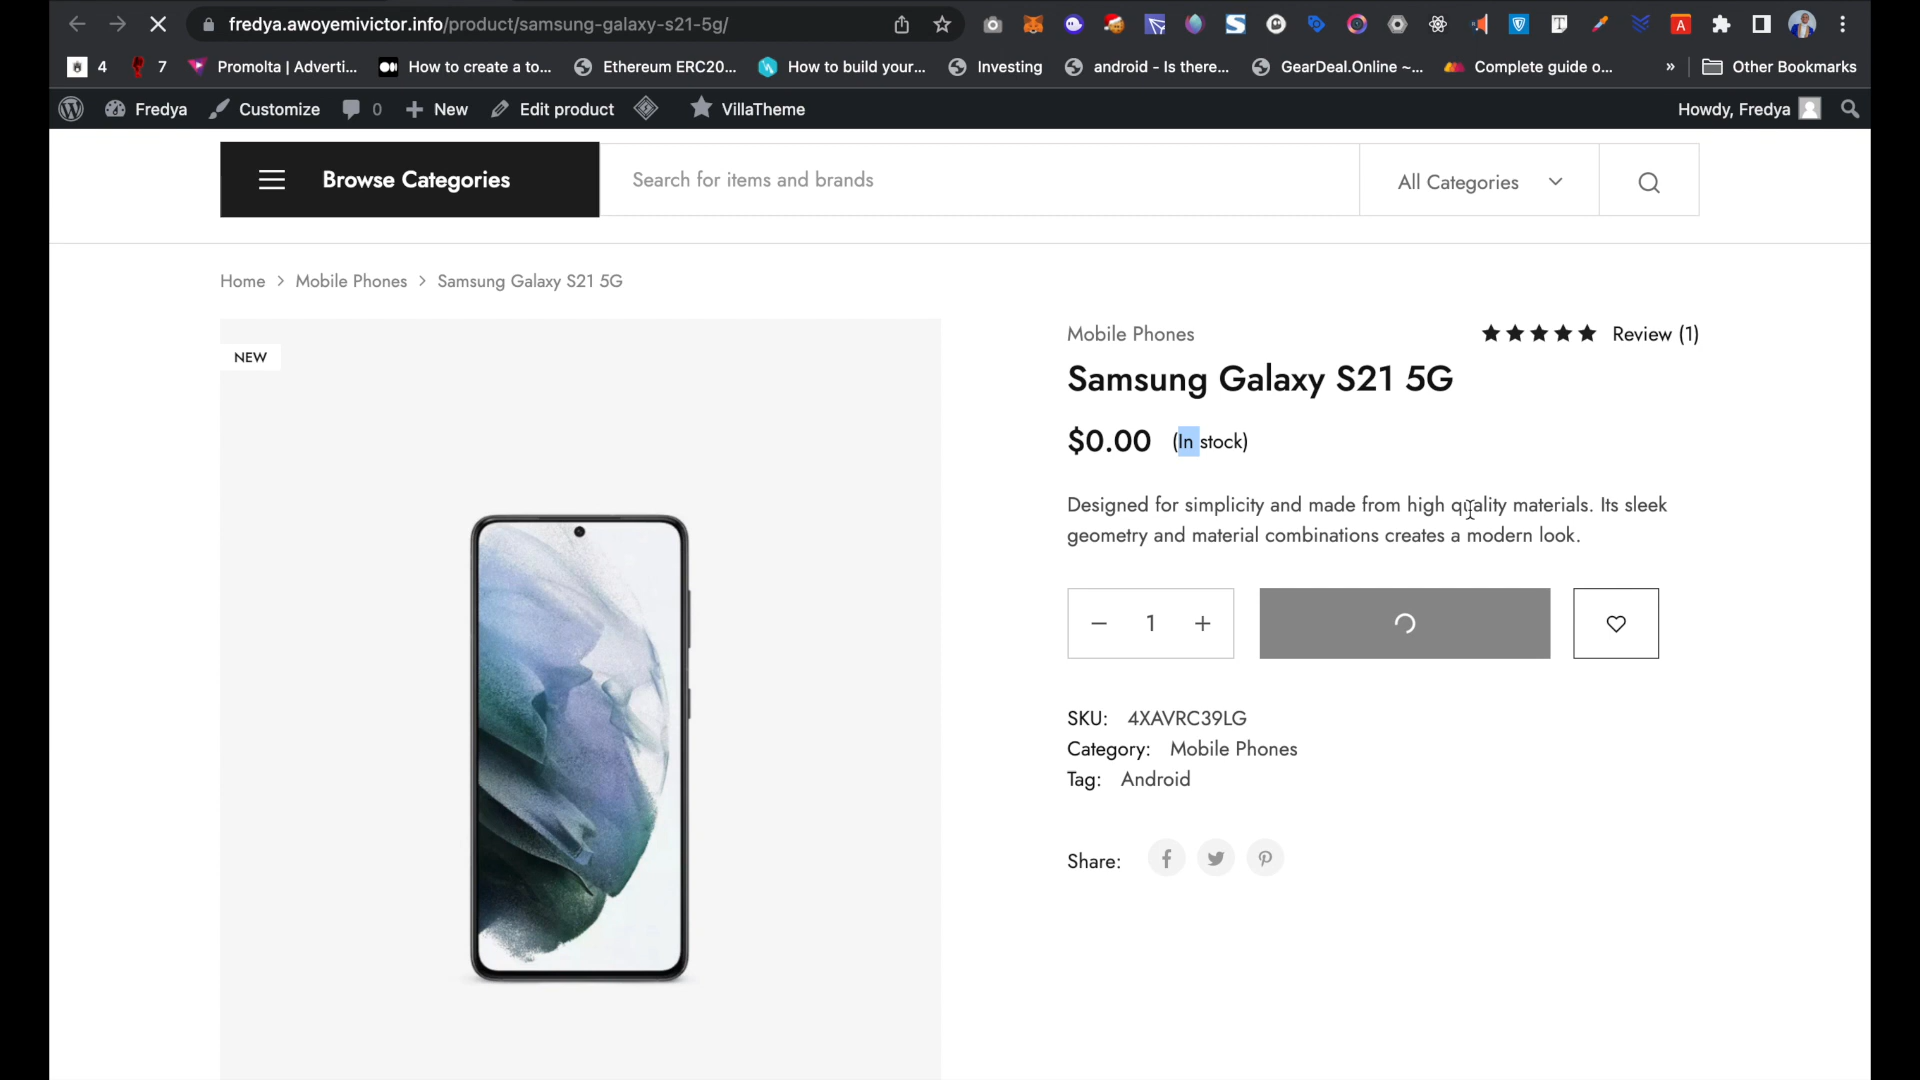 fredya.awoyemivictor.info/product/samsung-galaxy-s21-5g/
4 7 Promolta | Adverti... How to create a to... Ethereum ERC20... How to build your... Investing android - Is there... GearDeal.Online ~... Complete guide o... » Other Bookmarks
Fredya Customize 0 New Edit product VillaTheme Howdy, Fredya
Browse Categories Search for items and brands All Categories
Home > Mobile Phones > Samsung Galaxy S21 5G
NEW
Mobile Phones Review (1)
Samsung Galaxy S21 5G
$0.00 (In stock)
Designed for simplicity and made from high quality materials. Its sleek
geometry and material combinations creates a modern look.
− 1 +
SKU: 4XAVRC39LG
Category: Mobile Phones
Tag: Android
Share: